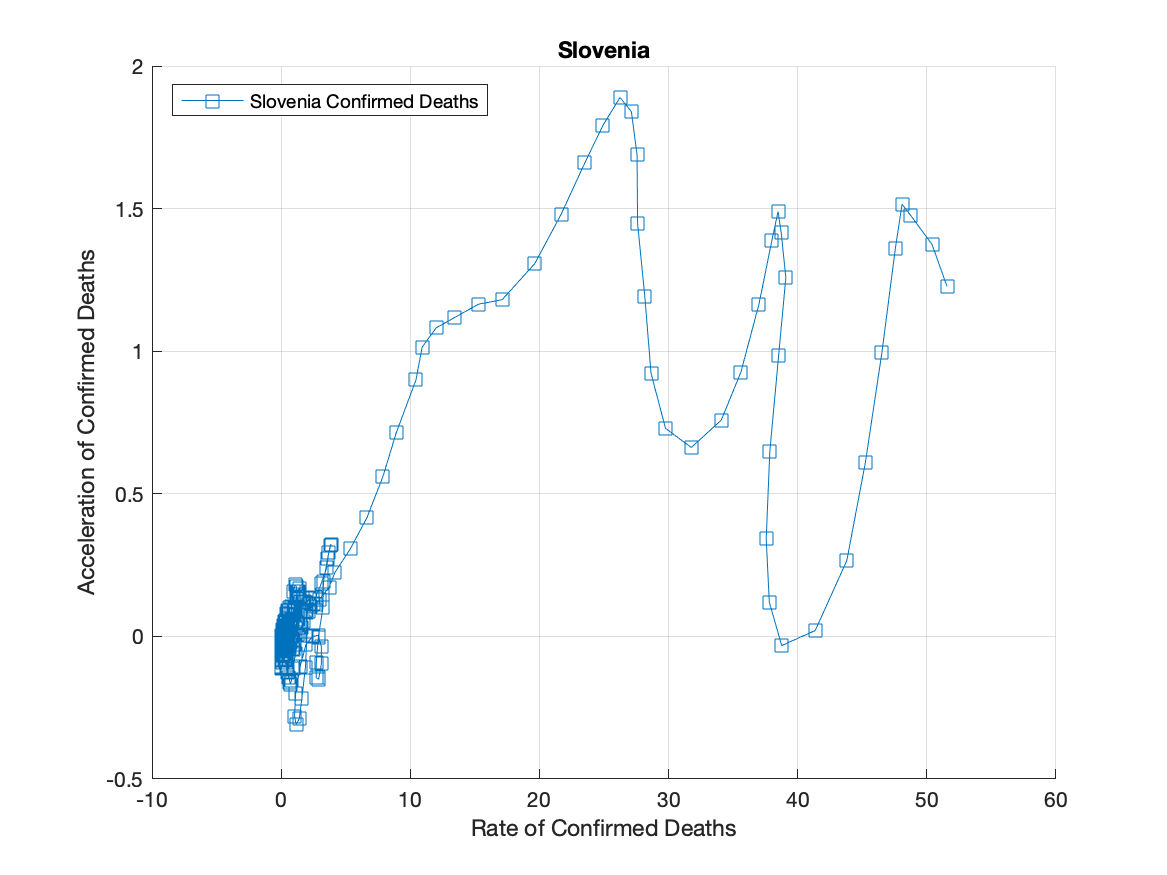 Slovenia
Slovenia Confirmed Deaths
2
1.5
1
0.5
0
-0.5
Acceleration of Confirmed Deaths
-10 0 10 20 30 40 50 60
Rate of Confirmed Deaths